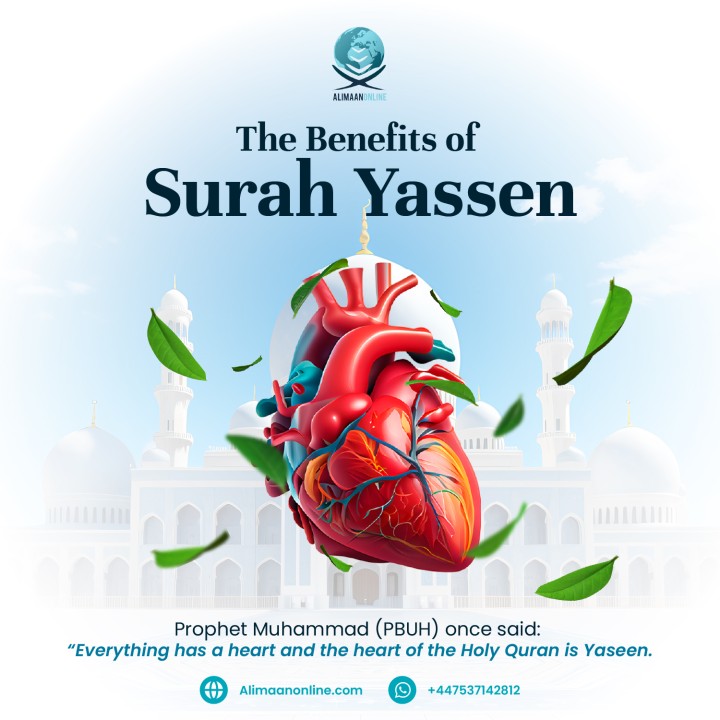 ALIMAANONLINE
The Benefits of
Surah Yassen
Prophet Muhammad (PBUH) once said:
“Everything has a heart and the heart of the Holy Quran is Yaseen.
Alimaanonline.com +447537142812